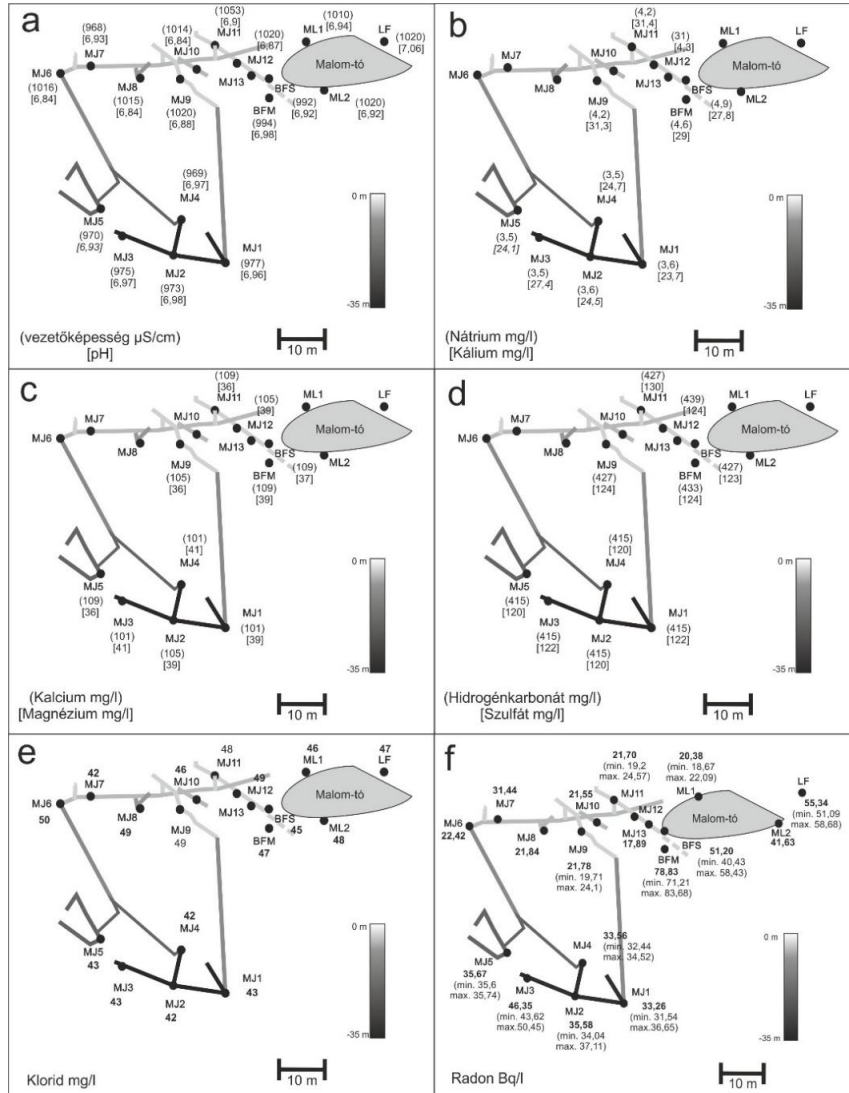 a
(968)
[6,93]
MJ7
MJ6
(1016)
[6,84]
MJ8
(1015)
[6,84]
(1014)
[6,84]
MJ10
(1053)
[6,9]
MJ11
(1020)
[6,87]
MJ12
MJ13
MJ9
(1020)
[6,88]
BFS
BFM
(994)
[6,98]
(992)
[6,92]
ML1
(1010)
[6,94]
LF
(1020)
[7,06]
Malom-tó
ML2
(1020)
[6,92]
(969)
[6,97]
MJ4
MJ5
(970)
[6,93]
MJ3
(975)
[6,97]
MJ2
(973)
[6,98]
MJ1
(977)
[6,96]
0 m
-35 m
10 m
(vezetőképesség µS/cm)
[pH]
b
MJ7
MJ6
MJ8
MJ10
(4,2)
[31,4]
MJ11
(31)
[4,3]
MJ12
MJ13
MJ9
(4,2)
[31,3]
BFS
BFM
(4,6)
[29]
(4,9)
[27,8]
ML1
LF
Malom-tó
ML2
(3,5)
[24,7]
MJ4
MJ5
(3,5)
[24,1]
MJ3
(3,5)
[27,4]
MJ2
(3,6)
[24,5]
MJ1
(3,6)
[23,7]
0 m
-35 m
10 m
(Nátrium mg/l)
[Kálium mg/l]
c
MJ7
MJ6
MJ8
MJ10
(109)
[36]
MJ11
(105)
[39]
MJ12
MJ13
MJ9
(105)
[36]
BFS
BFM
(109)
[39]
(109)
[37]
ML1
LF
Malom-tó
ML2
(101)
[41]
MJ4
MJ5
(109)
[36]
MJ3
(101)
[41]
MJ2
(105)
[39]
MJ1
(101)
[39]
0 m
-35 m
10 m
(Kalcium mg/l)
[Magnézium mg/l]
d
MJ7
MJ6
MJ8
MJ10
(427)
[130]
MJ11
(439)
[124]
MJ12
MJ13
MJ9
(427)
[124]
BFS
BFM
(433)
[124]
(427)
[123]
ML1
LF
Malom-tó
ML2
(415)
[120]
MJ4
MJ5
(415)
[120]
MJ3
(415)
[122]
MJ2
(415)
[120]
MJ1
(415)
[122]
0 m
-35 m
10 m
(Hidrogénkarbonát mg/l)
[Szulfát mg/l]
e
42
MJ7
MJ6
50
MJ8
49
46
MJ10
48
MJ11
49
MJ12
MJ13
MJ9
49
BFS
45
BFM
47
46
ML1
47
LF
Malom-tó
ML2
48
42
MJ4
MJ5
43
MJ3
43
MJ2
42
MJ1
43
0 m
-35 m
10 m
Klorid mg/l
f
31,44
MJ7
MJ6
22,42
MJ8
21,84
21,55
MJ10
21,70
(min. 19,2
max. 24,57)
MJ11
MJ12
MJ13
17,89
MJ9
21,78
(min. 19,71
max. 24,1)
20,38
(min. 18,67
max. 22,09)
ML1
LF
55,34
(min. 51,09
max. 58,68)
Malom-tó
ML2
41,63
BFS
51,20
(min. 40,43
max. 58,43)
BFM
78,83
(min. 71,21
max. 83,68)
33,56
(min. 32,44
max. 34,52)
MJ4
MJ5
35,67
(min. 35,6
max. 35,74)
MJ3
46,35
(min. 43,62
max.50,45)
MJ2
35,58
(min. 34,04
max. 37,11)
MJ1
33,26
(min. 31,54
max.36,65)
0 m
-35 m
10 m
Radon Bq/l